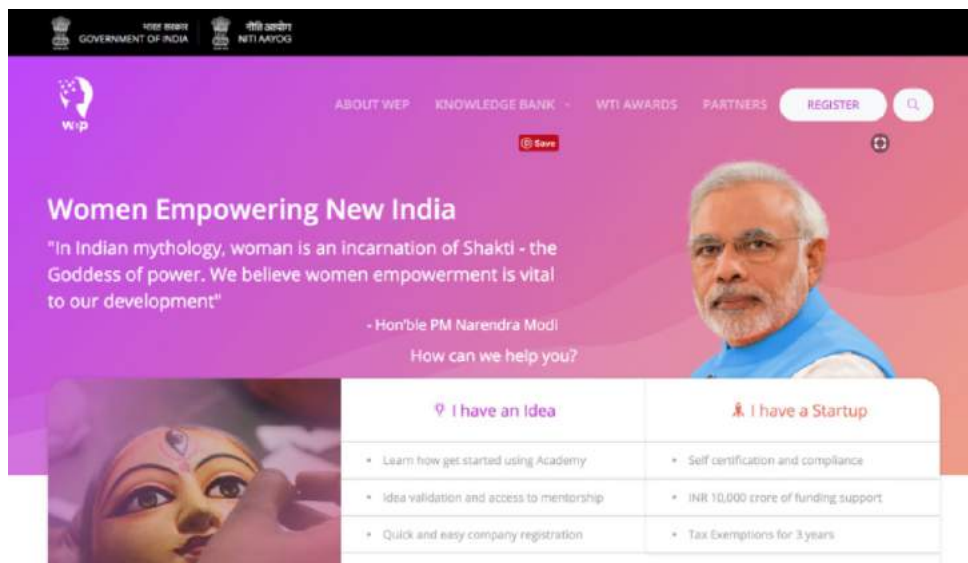 भारत सरकार
GOVERNMENT OF INDIA
नीति आयोग
NITI AAYOG
WEP
ABOUT WEP
KNOWLEDGE BANK
WTI AWARDS
PARTNERS
REGISTER
Save
Women Empowering New India
"In Indian mythology, woman is an incarnation of Shakti - the
Goddess of power. We believe women empowerment is vital
to our development"
- Hon'ble PM Narendra Modi
How can we help you?
I have an Idea
I have a Startup
• Learn how get started using Academy
• Self certification and compliance
• Idea validation and access to mentorship
• INR 10,000 crore of funding support
• Quick and easy company registration
• Tax Exemptions for 3 years